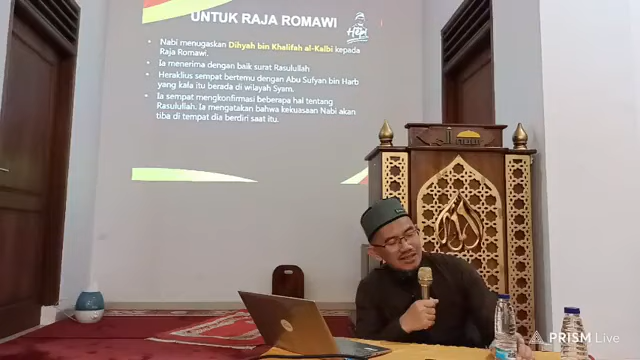 UNTUK RAJA ROMAWI
• Nabi menugaskan Dihyah bin Khalifah al-Kalbi kepada
Raja Romawi.
• Ia menerima dengan baik surat Rasulullah
• Heraklius sempat bertemu dengan Abu Sufyan bin Harb
yang kala itu berada di wilayah Syam.
• Ia sempat mengkonfirmasi beberapa hal tentang
Rasulullah. Ia mengatakan bahwa kekuasaan Nabi akan
tiba di tempat dia berdiri saat itu.
PRISM Live